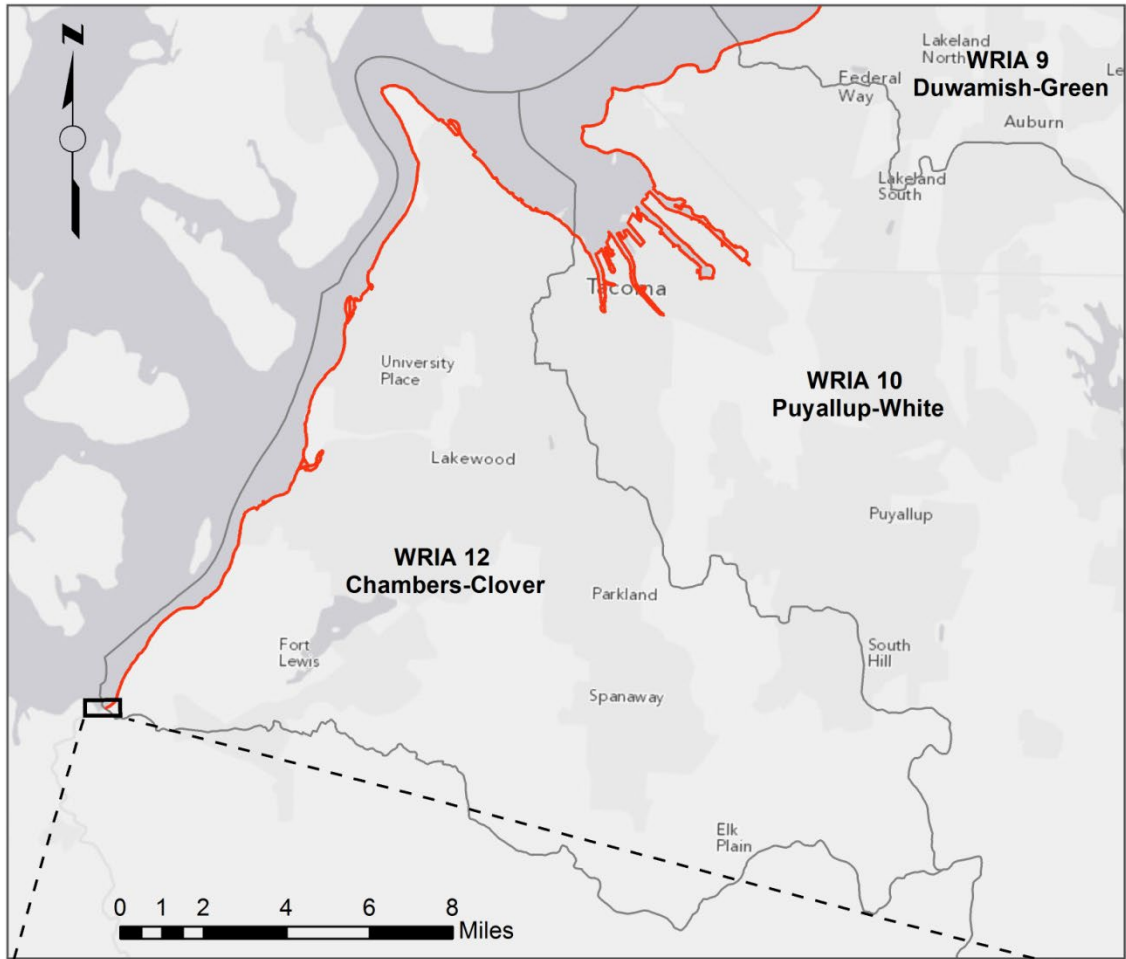 N
Lakeland
North
WRIA 9
Duwamish-Green
Le
Federal
Way
Auburn
Lakeland
South
Tacoma
University
Place
WRIA 10
Puyallup-White
Lakewood
Puyallup
WRIA 12
Chambers-Clover
Parkland
Fort
Lewis
South
Hill
Spanaway
Elk
Plain
0 1 2 4 6 8
Miles